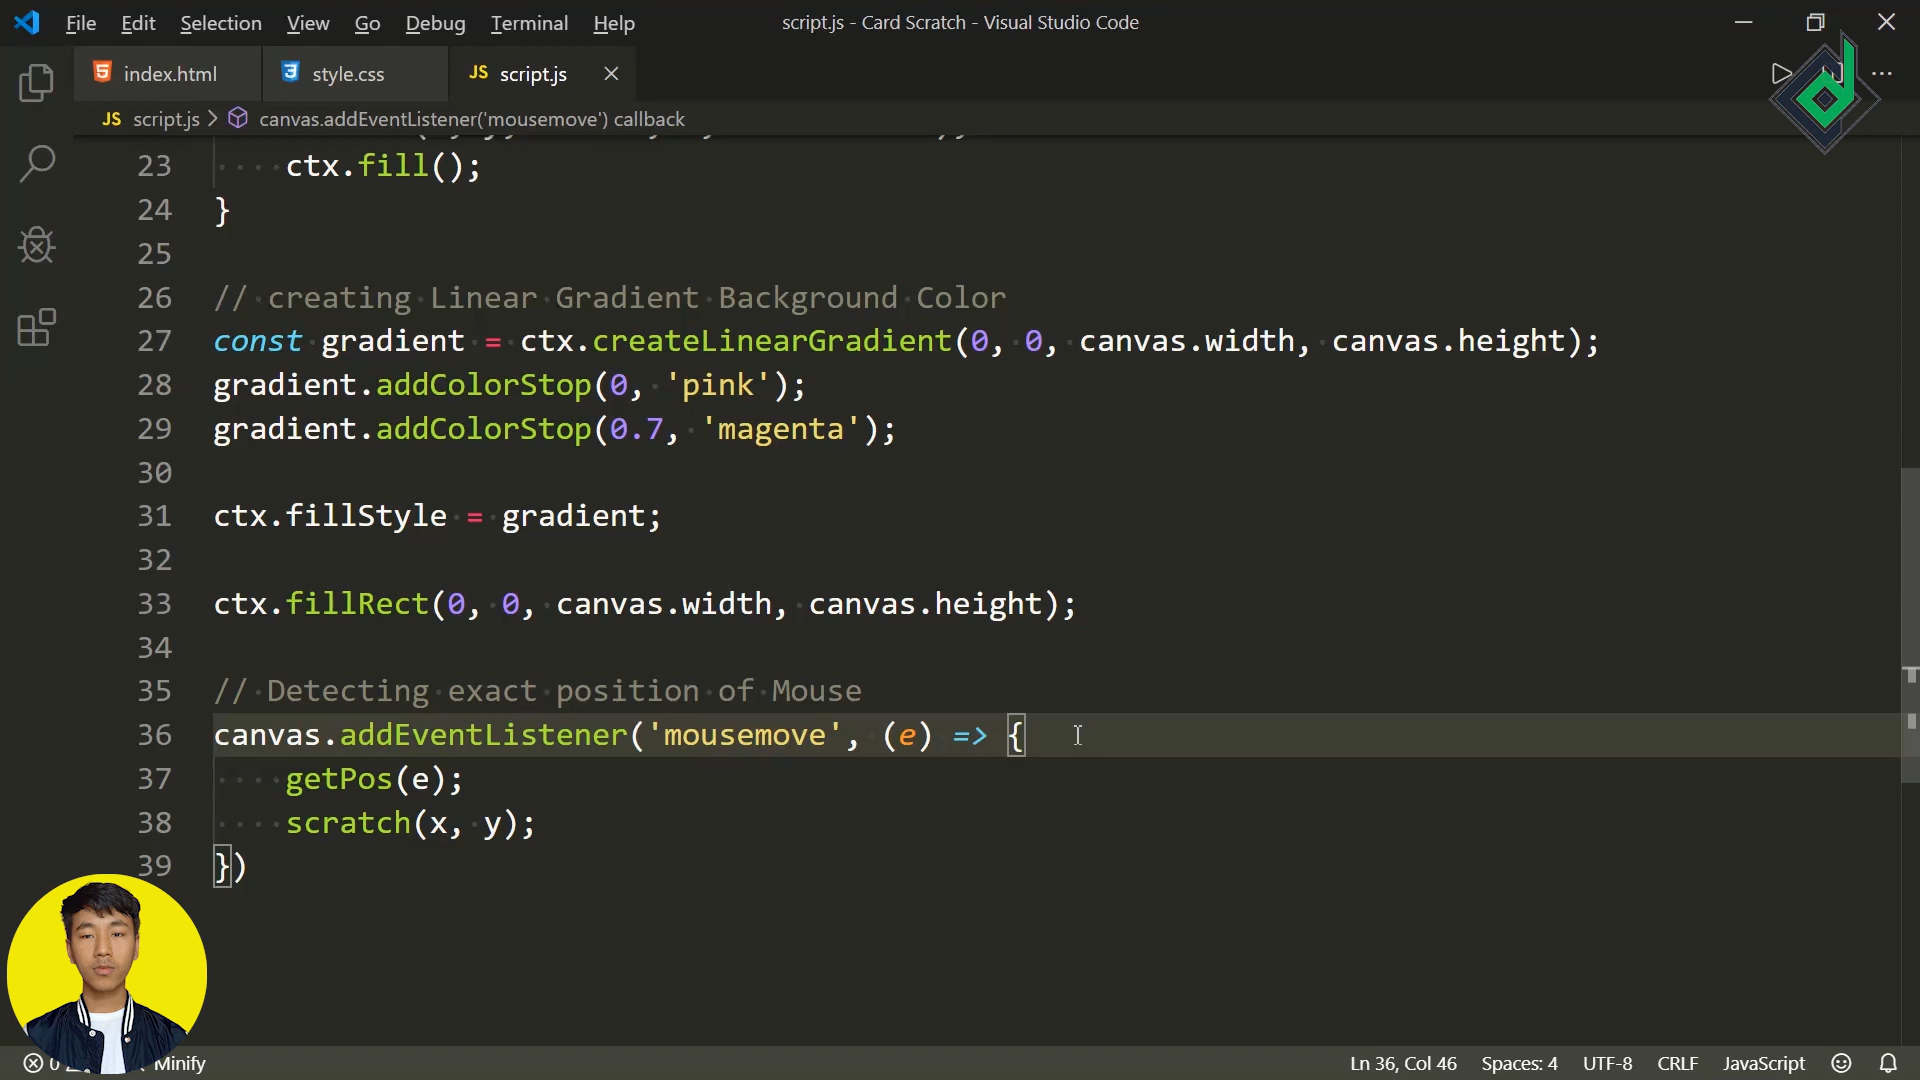 File Edit Selection View Go Debug Terminal Help script.js - Card Scratch - Visual Studio Code
index.html style.css JS script.js
JS script.js > canvas.addEventListener('mousemove') callback
23 ctx.fill();
24 }
25
26 // creating Linear Gradient Background Color
27 const gradient = ctx.createLinearGradient(0, 0, canvas.width, canvas.height);
28 gradient.addColorStop(0, 'pink');
29 gradient.addColorStop(0.7, 'magenta');
30
31 ctx.fillStyle = gradient;
32
33 ctx.fillRect(0, 0, canvas.width, canvas.height);
34
35 // Detecting exact position of Mouse
36 canvas.addEventListener('mousemove', (e) => {
37 getPos(e);
38 scratch(x, y);
39 })
0 Minify Ln 36, Col 46 Spaces: 4 UTF-8 CRLF JavaScript